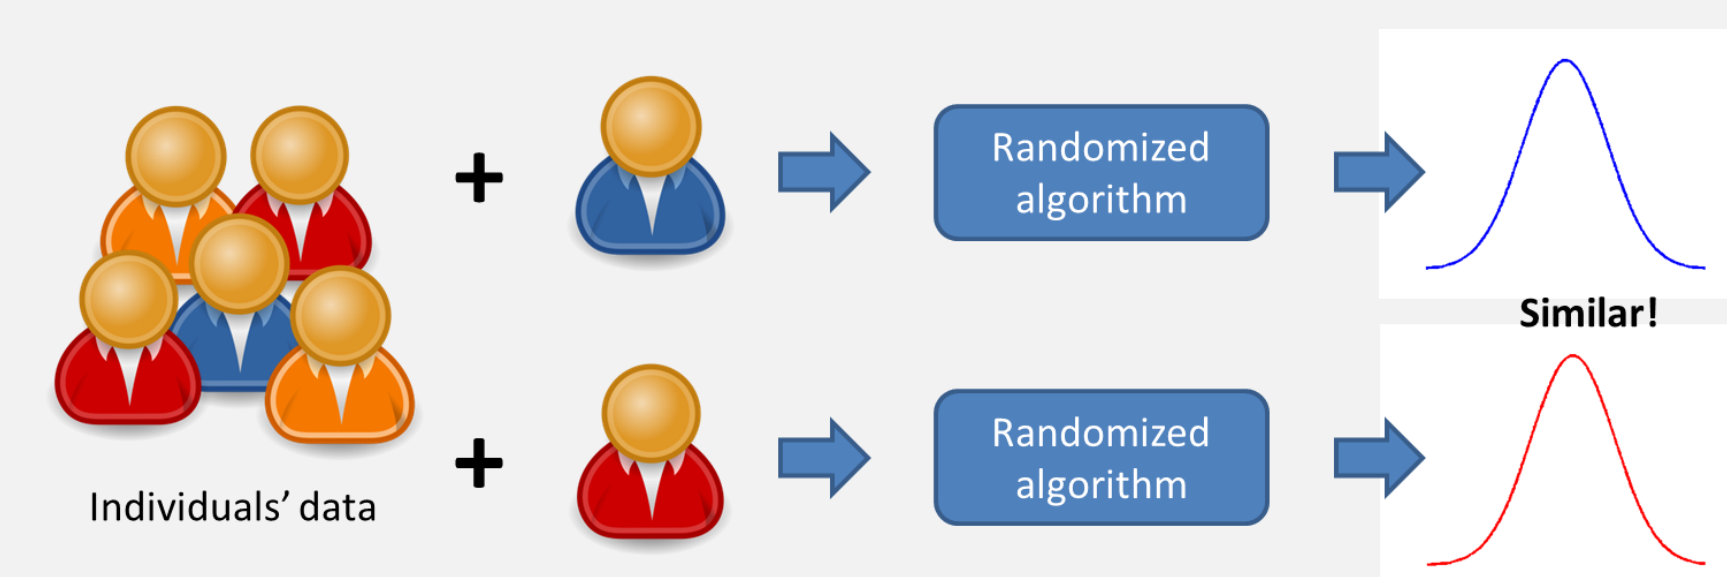 Randomized
algorithm
Similar!
Randomized
algorithm
Individuals’ data